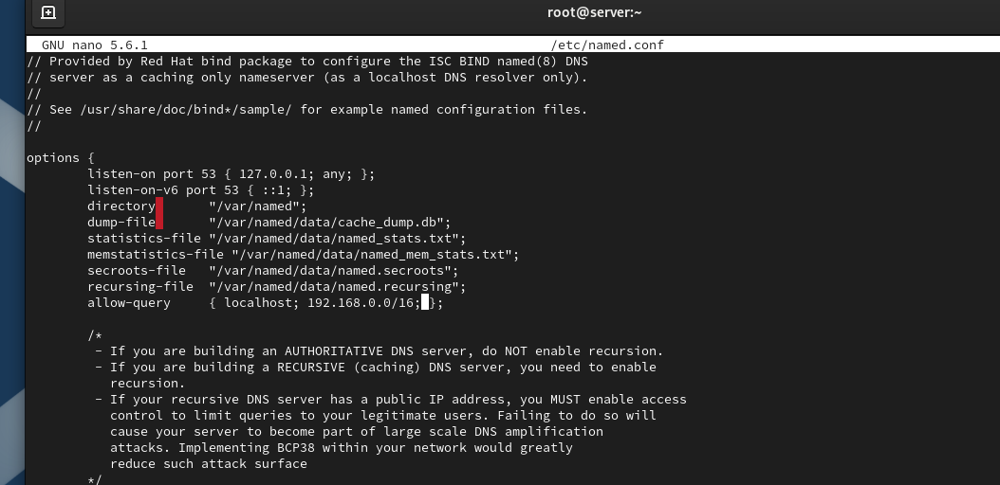 root@server:~
GNU nano 5.6.1 /etc/named.conf
// Provided by Red Hat bind package to configure the ISC BIND named(8) DNS
// server as a caching only nameserver (as a localhost DNS resolver only).
//
// See /usr/share/doc/bind*/sample/ for example named configuration files.
//
options {
listen-on port 53 { 127.0.0.1; any; };
listen-on-v6 port 53 { ::1; };
directory "/var/named";
dump-file "/var/named/data/cache_dump.db";
statistics-file "/var/named/data/named_stats.txt";
memstatistics-file "/var/named/data/named_mem_stats.txt";
secroots-file "/var/named/data/named.secroots";
recursing-file "/var/named/data/named.recursing";
allow-query { localhost; 192.168.0.0/16; };
/*
- If you are building an AUTHORITATIVE DNS server, do NOT enable recursion.
- If you are building a RECURSIVE (caching) DNS server, you need to enable
recursion.
- If your recursive DNS server has a public IP address, you MUST enable access
control to limit queries to your legitimate users. Failing to do so will
cause your server to become part of large scale DNS amplification
attacks. Implementing BCP38 within your network would greatly
reduce such attack surface
*/